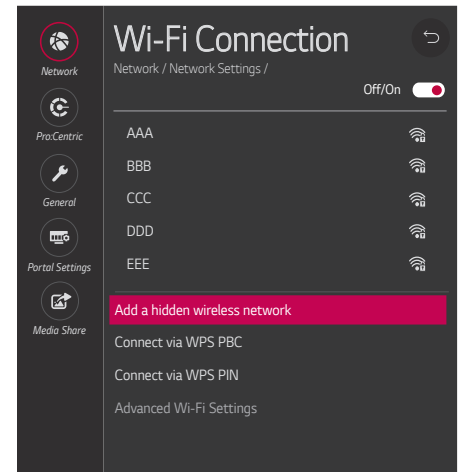 Wi-Fi Connection
Network / Network Settings /
Off/On
Network
Pro:Centric
General
Portal Settings
Media Share
AAA
BBB
CCC
DDD
EEE
Add a hidden wireless network
Connect via WPS PBC
Connect via WPS PIN
Advanced Wi-Fi Settings